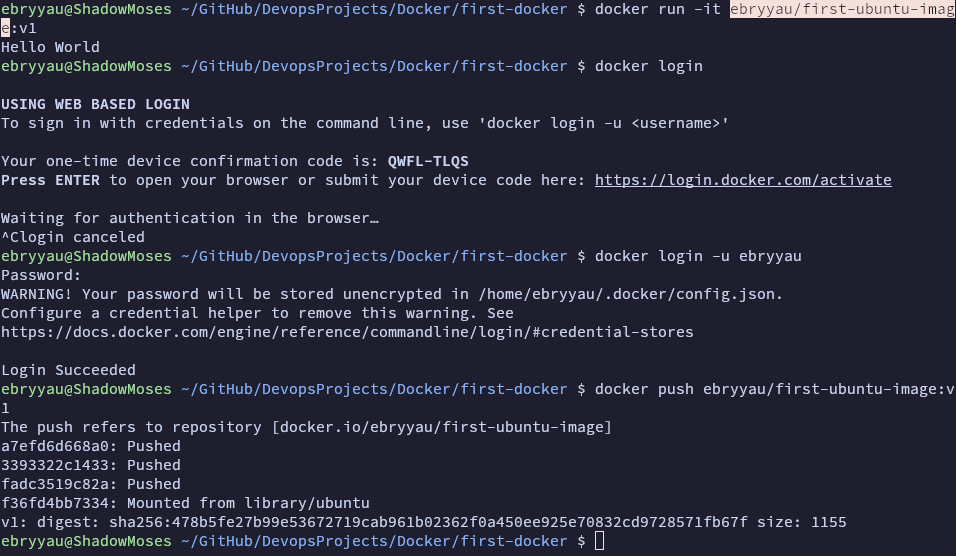 ebryyau@ShadowMoses ~/GitHub/DevopsProjects/Docker/first-docker $ docker run -it ebryyau/first-ubuntu-imag
e:v1
Hello World
ebryyau@ShadowMoses ~/GitHub/DevopsProjects/Docker/first-docker $ docker login
USING WEB BASED LOGIN
To sign in with credentials on the command line, use 'docker login -u <username>'
Your one-time device confirmation code is: QWFL-TLQS
Press ENTER to open your browser or submit your device code here: https://login.docker.com/activate
Waiting for authentication in the browser…
^Clogin canceled
ebryyau@ShadowMoses ~/GitHub/DevopsProjects/Docker/first-docker $ docker login -u ebryyau
Password:
WARNING! Your password will be stored unencrypted in /home/ebryyau/.docker/config.json.
Configure a credential helper to remove this warning. See
https://docs.docker.com/engine/reference/commandline/login/#credential-stores
Login Succeeded
ebryyau@ShadowMoses ~/GitHub/DevopsProjects/Docker/first-docker $ docker push ebryyau/first-ubuntu-image:v
1
The push refers to repository [docker.io/ebryyau/first-ubuntu-image]
a7efd6d668a0: Pushed
3393322c1433: Pushed
fadc3519c82a: Pushed
f36fd4bb7334: Mounted from library/ubuntu
v1: digest: sha256:478b5fe27b99e53672719cab961b02362f0a450ee925e70832cd9728571fb67f size: 1155
ebryyau@ShadowMoses ~/GitHub/DevopsProjects/Docker/first-docker $